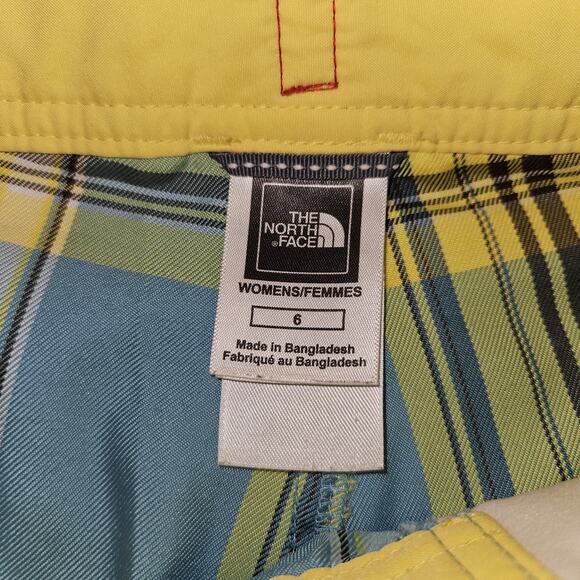 THE
NORTH
FACE
WOMENS/FEMMES
6
Made in Bangladesh
Fabriqué au Bangladesh